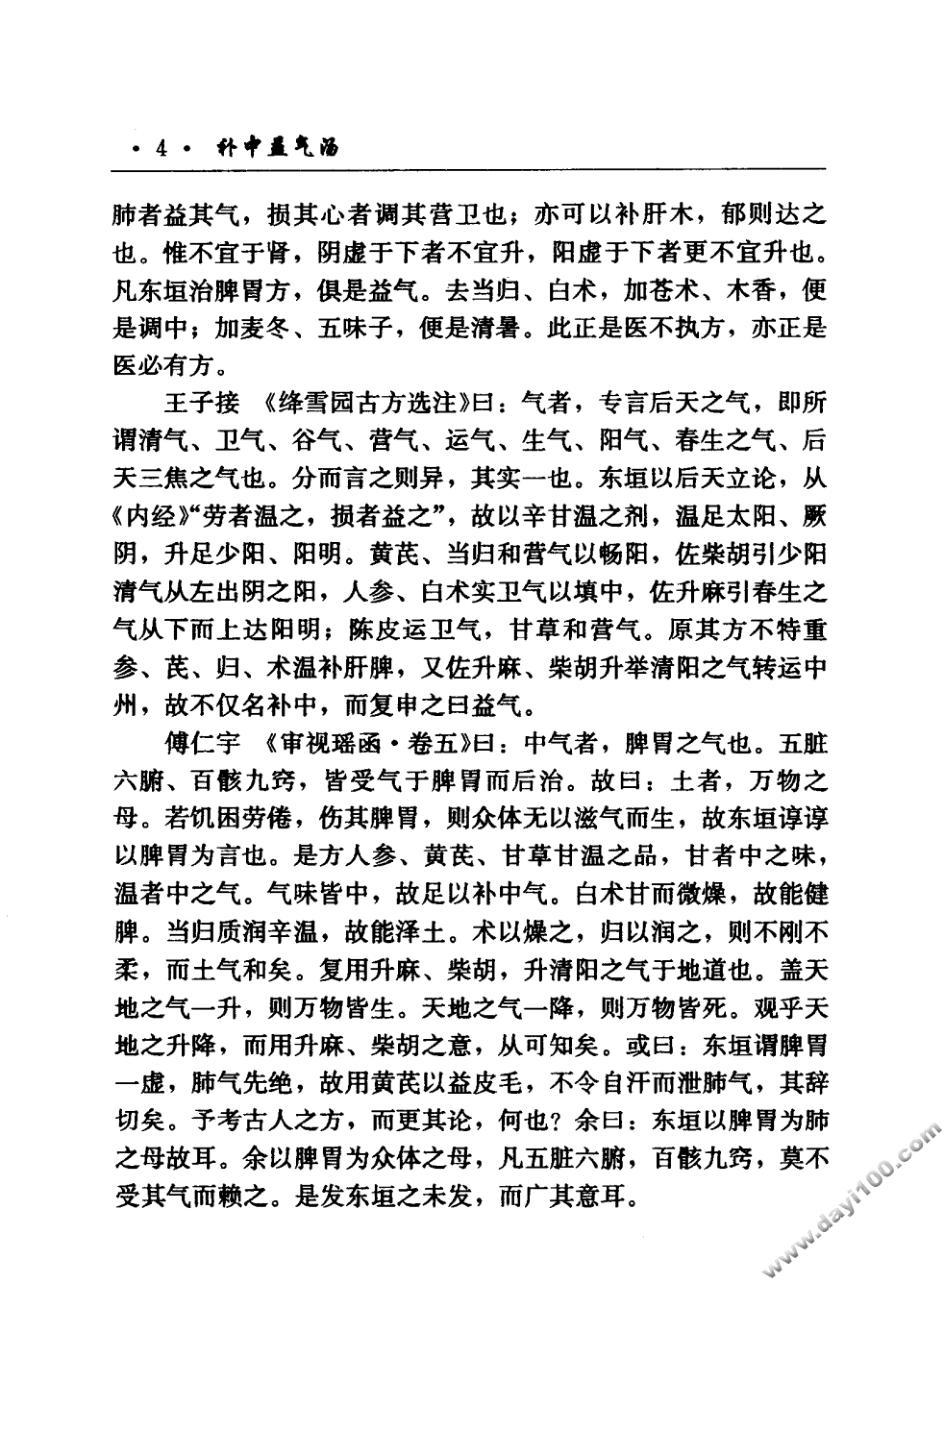 ·4· 补中益气汤
肺者益其气，损其心者调其营卫也；亦可以补肝木，郁则达之
也。惟不宜于肾，阴虚于下者不宜升，阳虚于下者更不宜升也。
凡东垣治脾胃方，俱是益气。去当归、白术，加苍术、木香，便
是调中；加麦冬、五味子，便是清暑。此正是医不执方，亦正是
医必有方。
王子接 《绛雪园古方选注》曰：气者，专言后天之气，即所
谓清气、卫气、谷气、营气、运气、生气、阳气、春生之气、后
天三焦之气也。分而言之则异，其实一也。东垣以后天立论，从
《内经》“劳者温之，损者益之”，故以辛甘温之剂，温足太阳、厥
阴，升足少阳、阳明。黄芪、当归和营气以畅阳，佐柴胡引少阳
清气从左出阴之阳，人参、白术实卫气以填中，佐升麻引春生之
气从下而上达阳明；陈皮运卫气，甘草和营气。原其方不特重
参、芪、归、术温补肝脾，又佐升麻、柴胡升举清阳之气转运中
州，故不仅名补中，而复申之曰益气。
傅仁宇 《审视瑶函·卷五》曰：中气者，脾胃之气也。五脏
六腑、百骸九窍，皆受气于脾胃而后治。故曰：土者，万物之
母。若饥困劳倦，伤其脾胃，则众体无以滋气而生，故东垣谆谆
以脾胃为言也。是方人参、黄芪、甘草甘温之品，甘者中之味，
温者中之气。气味皆中，故足以补中气。白术甘而微燥，故能健
脾。当归质润辛温，故能泽土。术以燥之，归以润之，则不刚不
柔，而土气和矣。复用升麻、柴胡，升清阳之气于地道也。盖天
地之气一升，则万物皆生。天地之气一降，则万物皆死。观乎天
地之升降，而用升麻、柴胡之意，从可知矣。或曰：东垣谓脾胃
一虚，肺气先绝，故用黄芪以益皮毛，不令自汗而泄肺气，其辞
切矣。予考古人之方，而更其论，何也？余曰：东垣以脾胃为肺
之母故耳。余以脾胃为众体之母，凡五脏六腑，百骸九窍，莫不
受其气而赖之。是发东垣之未发，而广其意耳。
www.dayi100.com